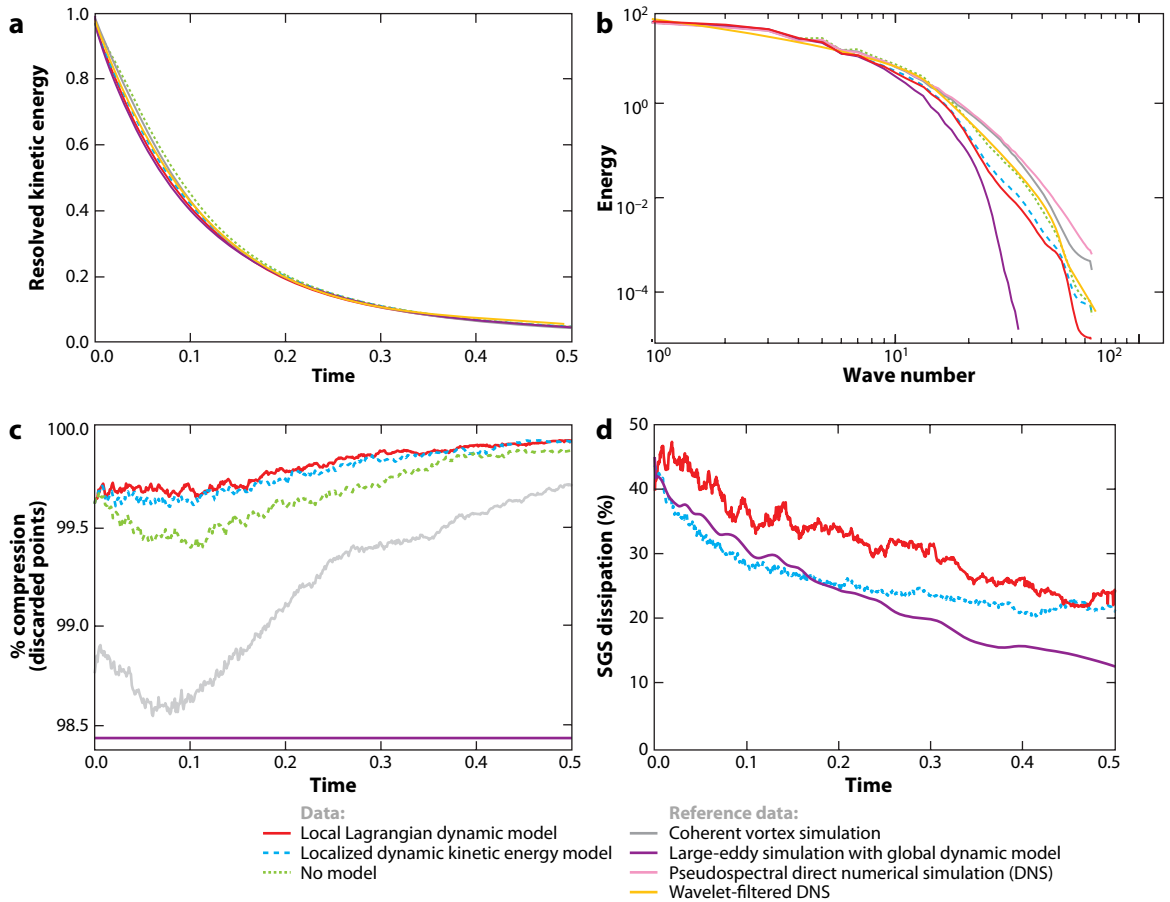 a
1.0
0.8
0.6
0.4
0.2
0.0
0.0
0.1
0.2
0.3
0.4
0.5
Resolved kinetic energy
Time
b
10^2
10^0
10^–2
10^–4
10^0
10^1
10^2
Energy
Wave number
c
100.0
99.5
99.0
98.5
0.0
0.1
0.2
0.3
0.4
0.5
% compression
(discarded points)
Time
d
50
40
30
20
10
0
0.0
0.1
0.2
0.3
0.4
0.5
SGS dissipation (%)
Time
Data:
Local Lagrangian dynamic model
Localized dynamic kinetic energy model
No model
Reference data:
Coherent vortex simulation
Large-eddy simulation with global dynamic model
Pseudospectral direct numerical simulation (DNS)
Wavelet-filtered DNS